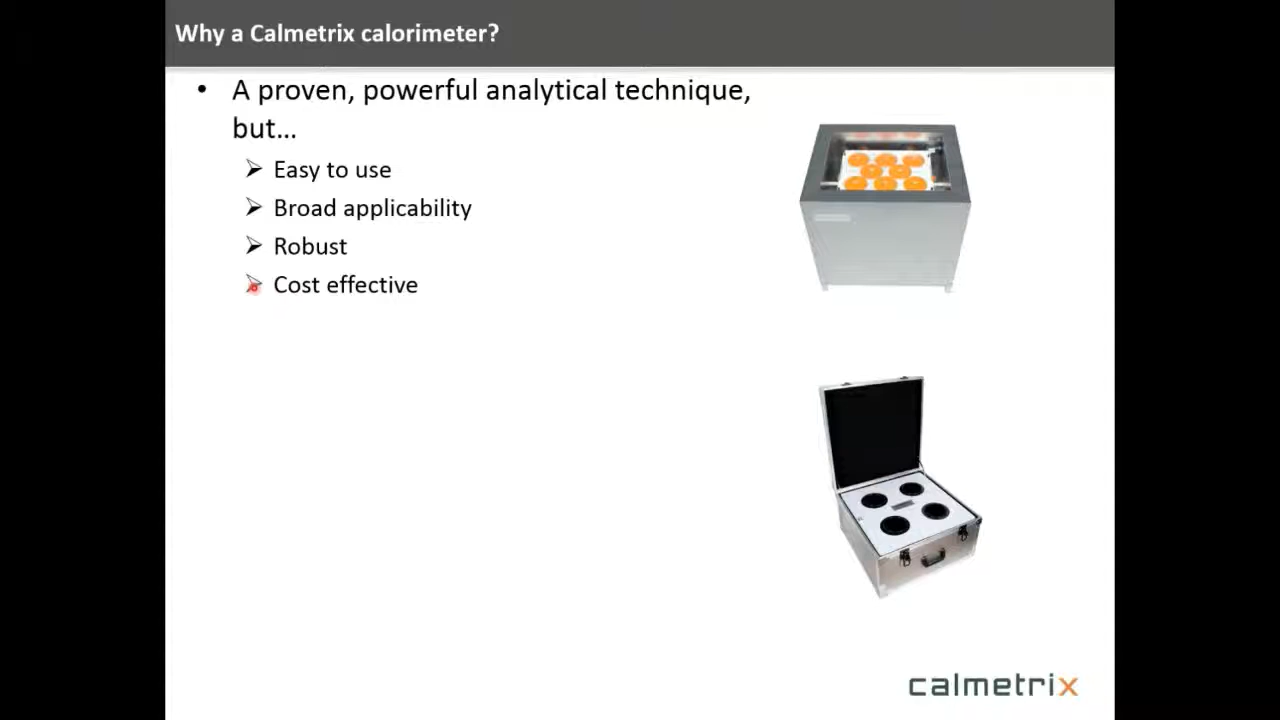 Why a Calmetrix calorimeter?
• A proven, powerful analytical technique,
but...
➢ Easy to use
➢ Broad applicability
➢ Robust
➢ Cost effective
calmetrix